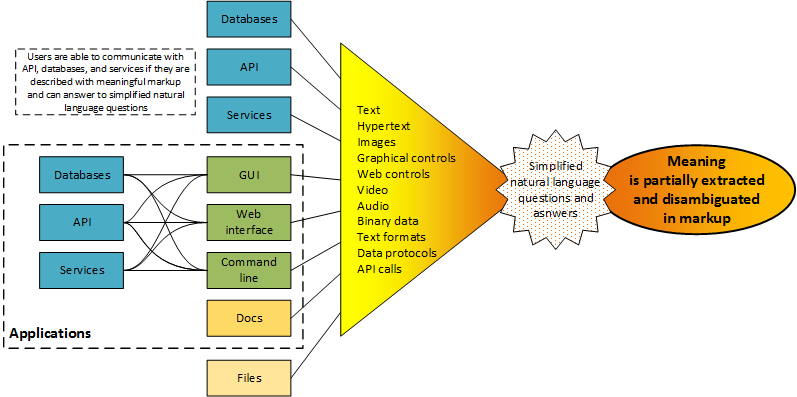 Databases
Users are able to communicate with
API, databases, and services if they are
described with meaningful markup
and can answer to simplified natural
language questions
API
Services
Databases
API
Services
GUI
Web
interface
Command
line
Docs
Applications
Files
Text
Hypertext
Images
Graphical controls
Web controls
Video
Audio
Binary data
Text formats
Data protocols
API calls
Simplified
natural language
questions and
asnwers
Meaning
is partially extracted
and disambiguated
in markup